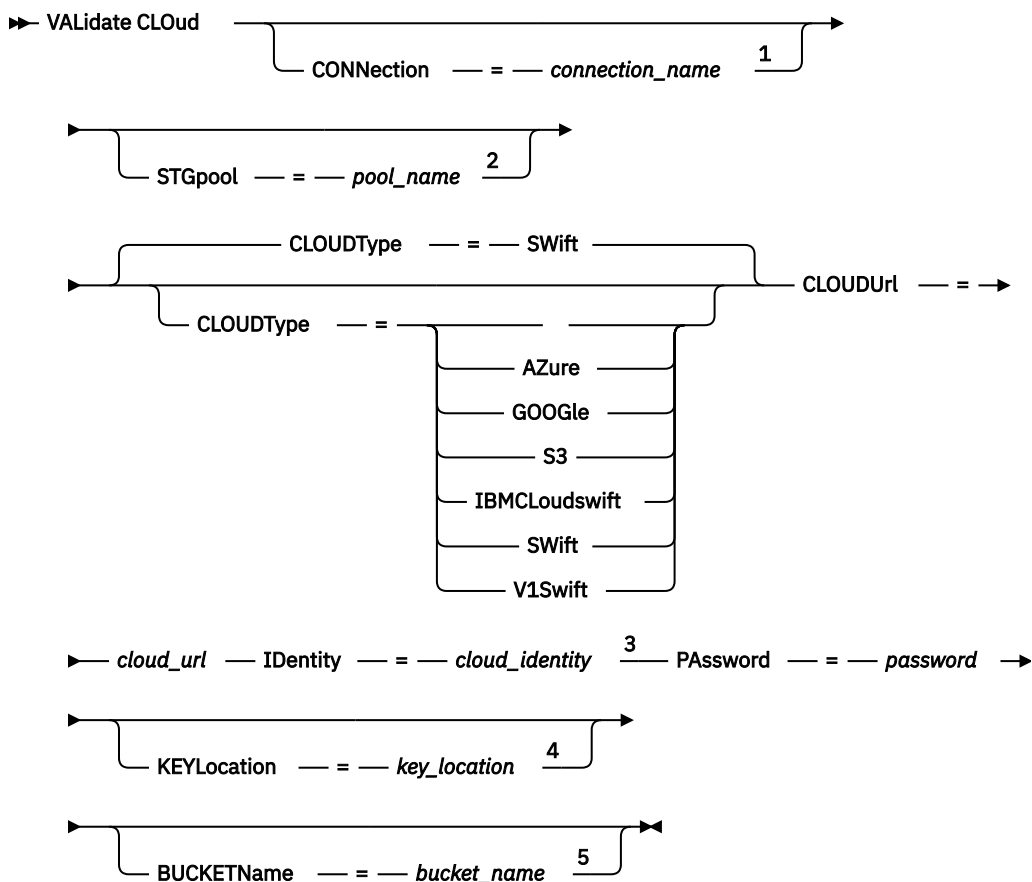 VALidate CLOud
CONNection = connection_name 1
STGpool = pool_name 2
CLOUDType = SWift
CLOUDType =
AZure
GOOGle
S3
IBMCLoudswift
SWift
V1Swift
CLOUDUrl =
cloud_url IDentity = cloud_identity 3 PAssword = password
KEYLocation = key_location 4
BUCKETName = bucket_name 5